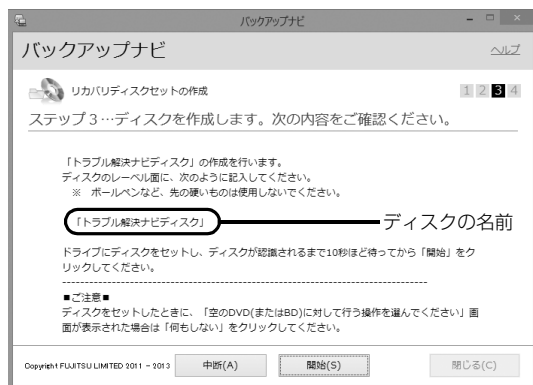 バックアップナビ
バックアップナビ
ヘルプ
リカバリディスクセットの作成
1 2 3 4
ステップ3…ディスクを作成します。次の内容をご確認ください。
「トラブル解決ナビディスク」の作成を行います。
ディスクのレーベル面に、次のように記入してください。
※ ボールペンなど、先の硬いものは使用しないでください。
「トラブル解決ナビディスク」
ディスクの名前
ドライブにディスクをセットし、ディスクが認識されるまで10秒ほど待ってから「開始」をク
リックしてください。
■ご注意■
ディスクをセットしたときに、「空のDVD(またはBD)に対して行う操作を選んでください」画
面が表示された場合は「何もしない」をクリックしてください。
Copyright FUJITSU LIMITED 2011 - 2013
中断(A)
開始(S)
閉じる(C)